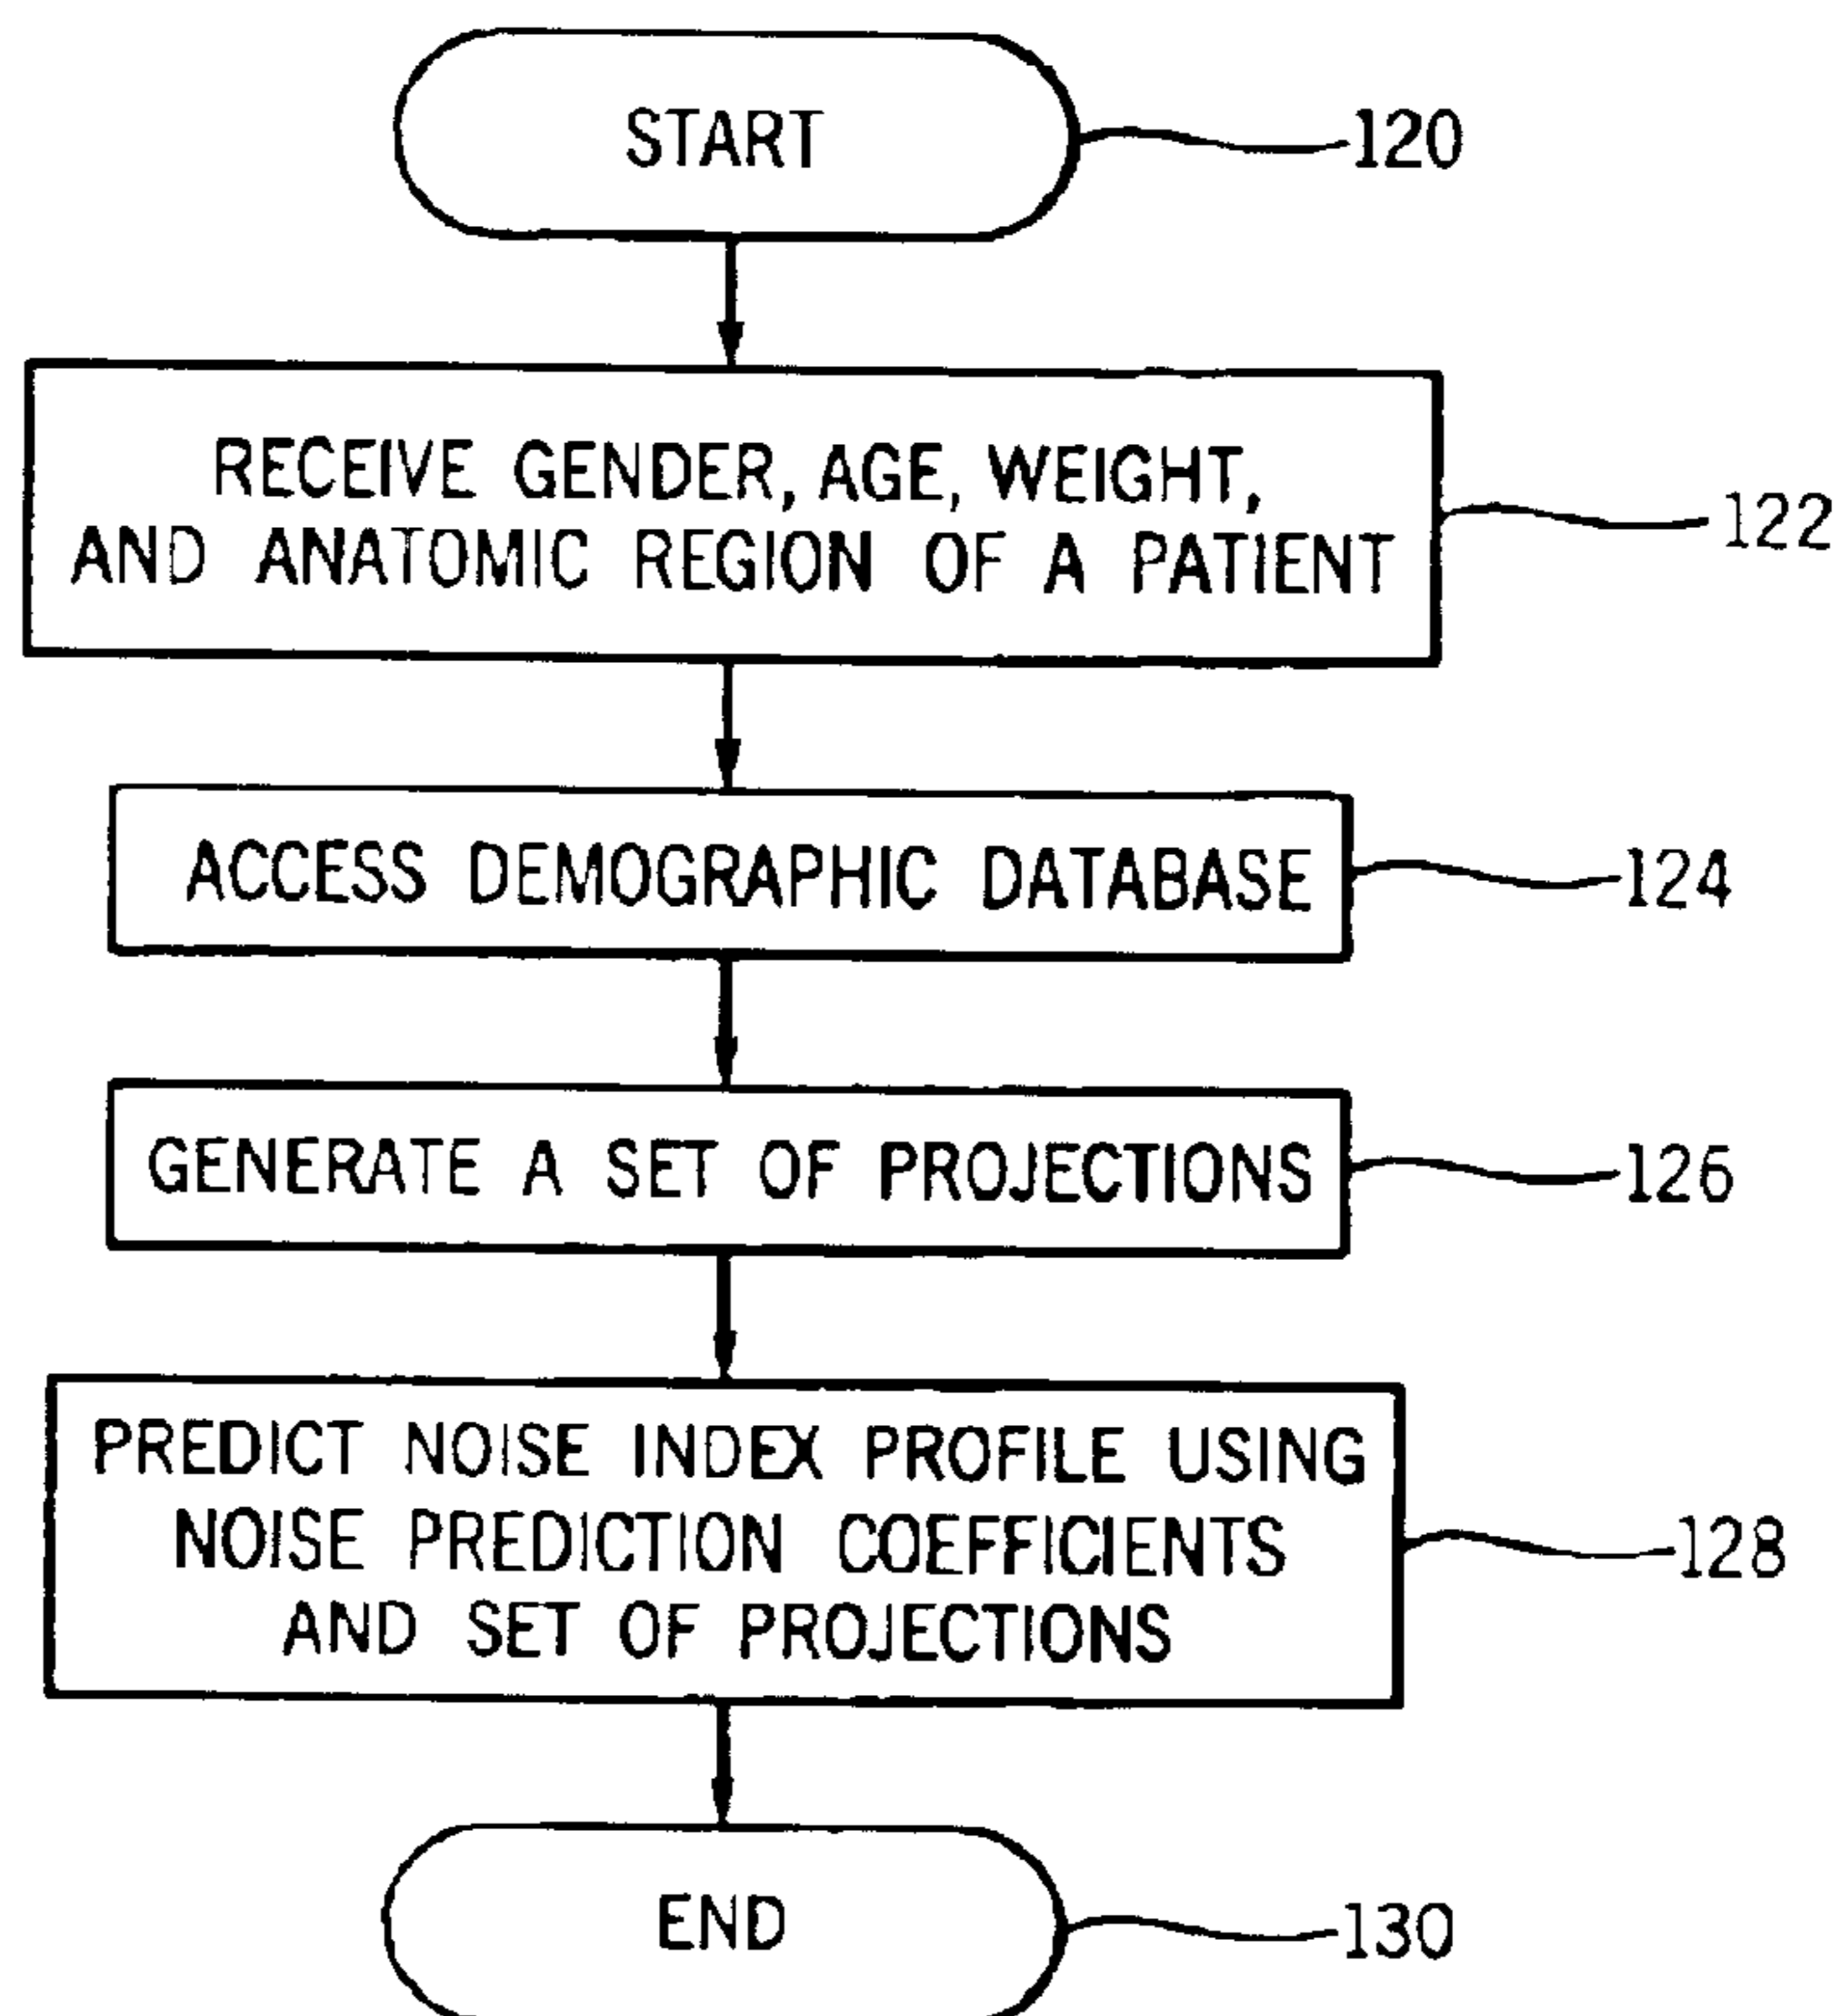 START
120
RECEIVE GENDER, AGE, WEIGHT,
AND ANATOMIC REGION OF A PATIENT
122
ACCESS DEMOGRAPHIC DATABASE
124
GENERATE A SET OF PROJECTIONS
126
PREDICT NOISE INDEX PROFILE USING
NOISE PREDICTION COEFFICIENTS
AND SET OF PROJECTIONS
128
END
130